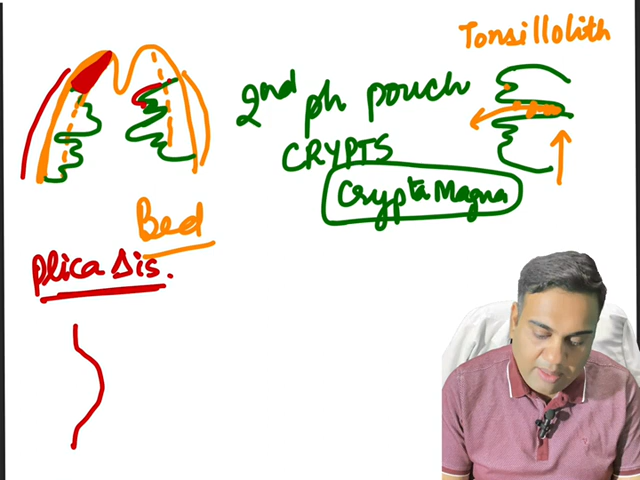 Tonsillolith
2nd ph pouch
CRYPTS
Crypta Magna
Bed
Plica Δis.